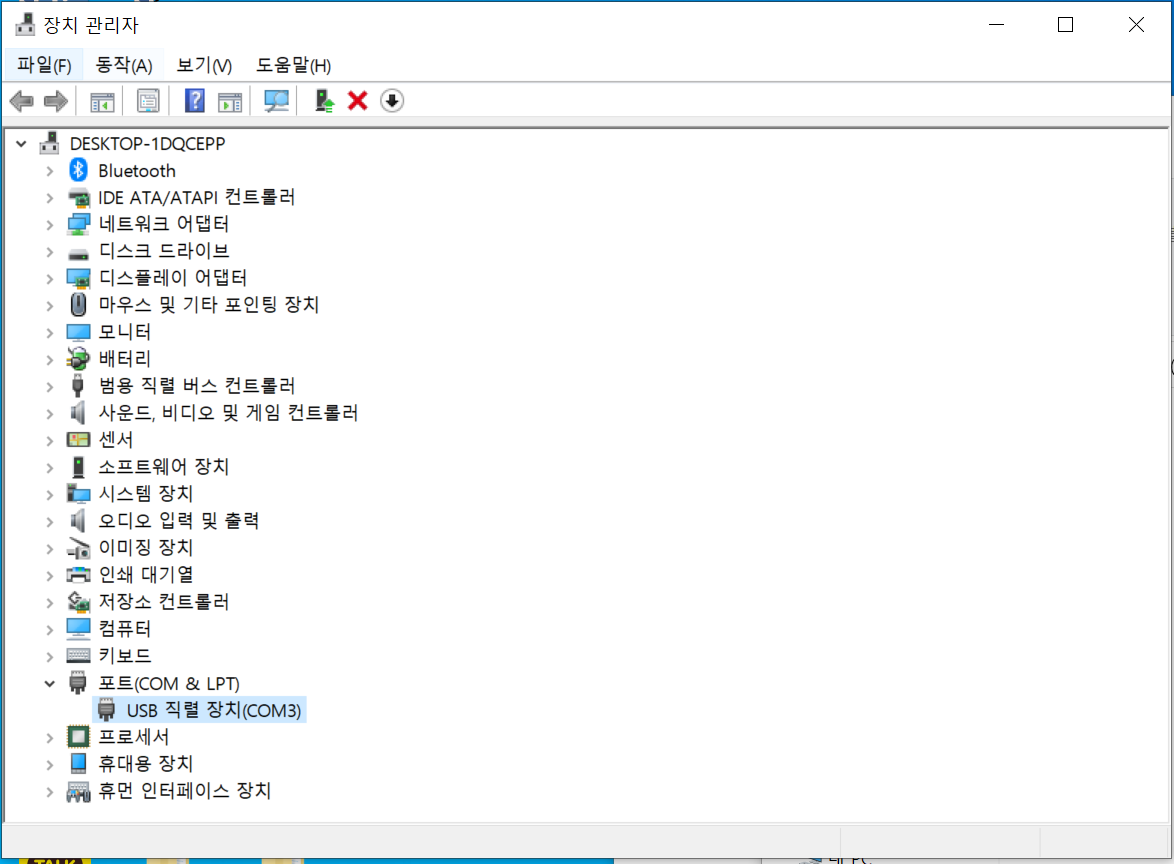 장치 관리자
파일(F) 동작(A) 보기(V) 도움말(H)
DESKTOP-1DQCEPP
Bluetooth
IDE ATA/ATAPI 컨트롤러
네트워크 어댑터
디스크 드라이브
디스플레이 어댑터
마우스 및 기타 포인팅 장치
모니터
배터리
범용 직렬 버스 컨트롤러
사운드, 비디오 및 게임 컨트롤러
센서
소프트웨어 장치
시스템 장치
오디오 입력 및 출력
이미징 장치
인쇄 대기열
저장소 컨트롤러
컴퓨터
키보드
포트(COM & LPT)
USB 직렬 장치(COM3)
프로세서
휴대용 장치
휴먼 인터페이스 장치
TALK
내 PC